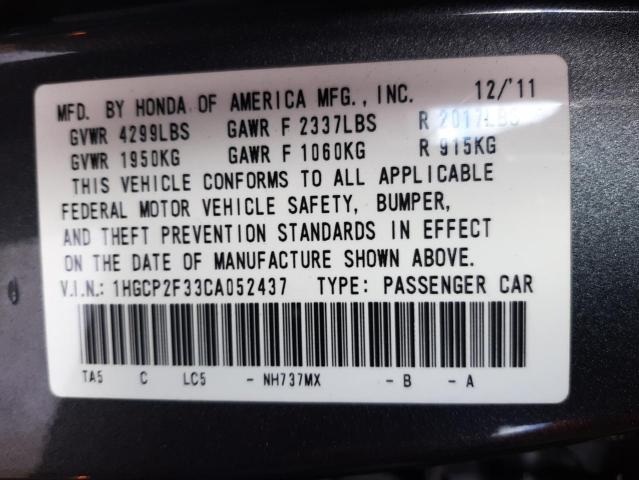 MFD. BY HONDA OF AMERICA MFG., INC. 12/'11
GVWR 4299LBS GAWR F 2337LBS R 2017LBS
GVWR 1950KG GAWR F 1060KG R 915KG
THIS VEHICLE CONFORMS TO ALL APPLICABLE
FEDERAL MOTOR VEHICLE SAFETY, BUMPER,
AND THEFT PREVENTION STANDARDS IN EFFECT
ON THE DATE OF MANUFACTURE SHOWN ABOVE.
V.I.N.: 1HGCP2F33CA052437 TYPE: PASSENGER CAR
TA5 C LC5 - NH737MX - B - A